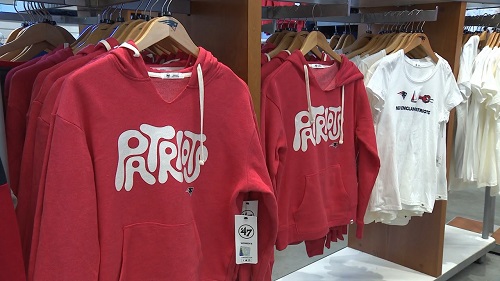 PATRIOTS
47
PATRIOTS
NEW ENGLAND PATRIOTS